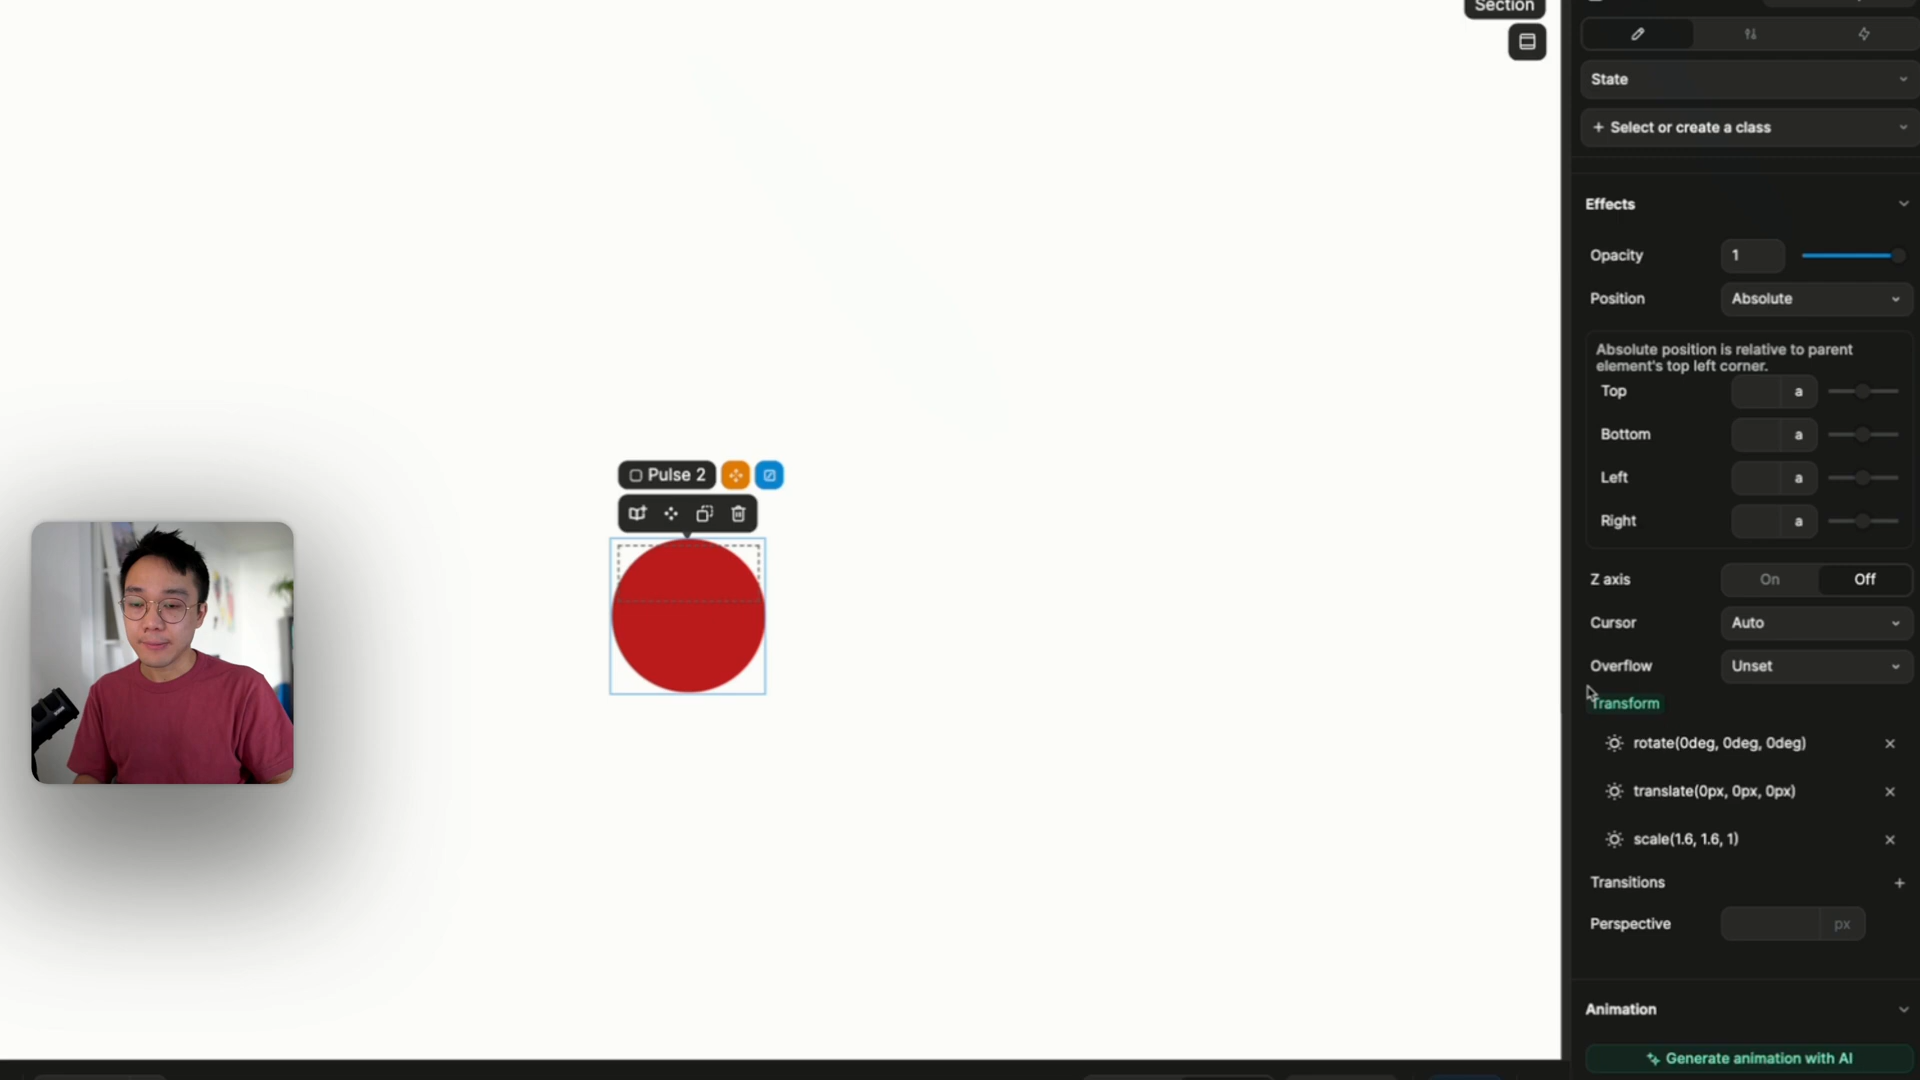 Section
State
+ Select or create a class
Effects
Opacity
1
Position
Absolute
Absolute position is relative to parent
element's top left corner.
Top
a
Bottom
a
Left
a
Right
a
Z axis
On
Off
Cursor
Auto
Overflow
Unset
Transform
rotate(0deg, 0deg, 0deg)
translate(0px, 0px, 0px)
scale(1.6, 1.6, 1)
Transitions
Perspective
px
Animation
Generate animation with AI
Pulse 2